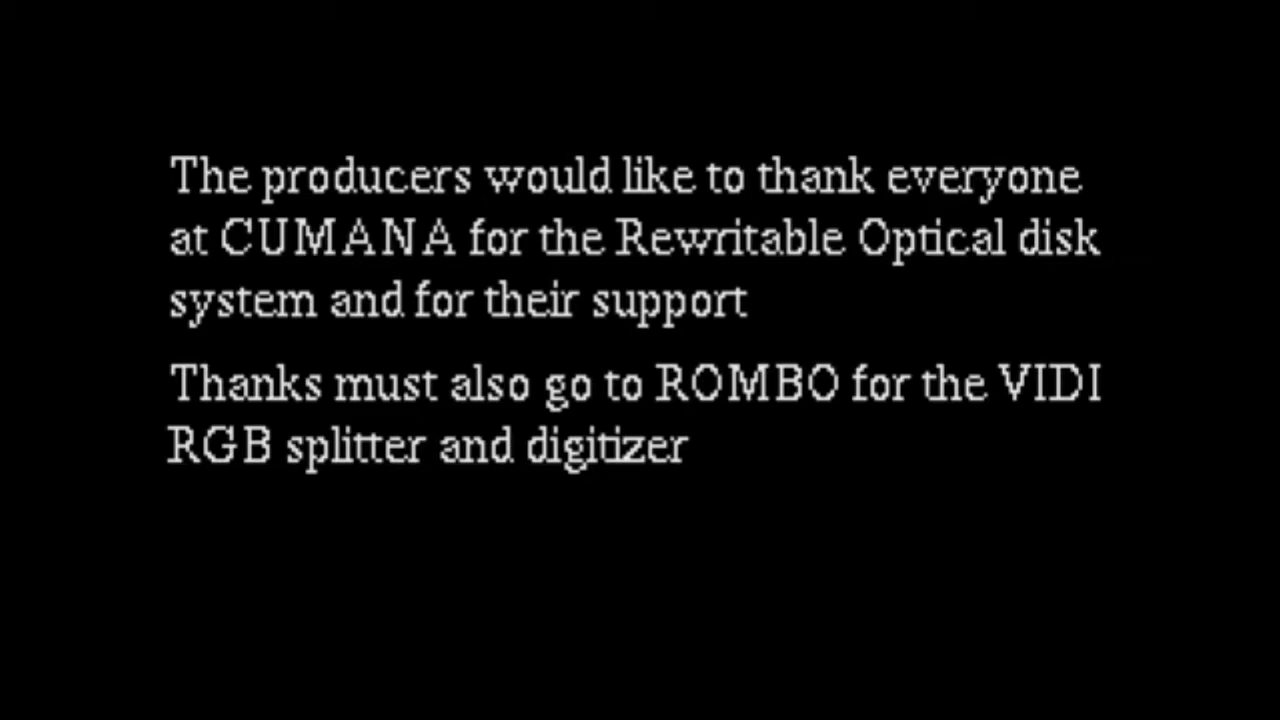 The producers would like to thank everyone
at CUMANA for the Rewritable Optical disk
system and for their support
Thanks must also go to ROMBO for the VIDI
RGB splitter and digitizer